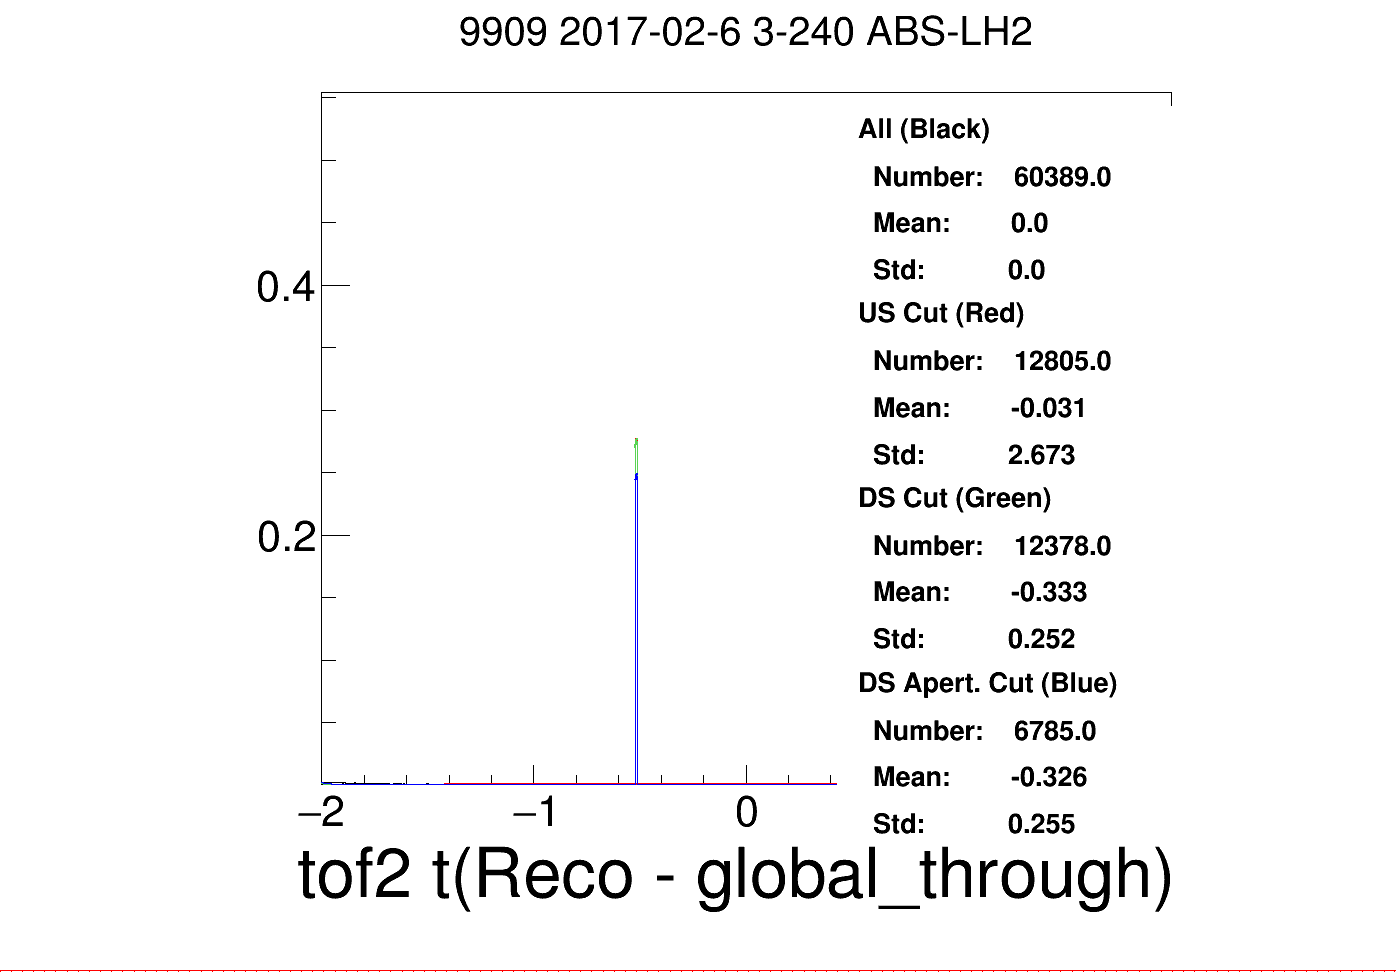 9909 2017-02-6 3-240 ABS-LH2
All (Black)
Number: 60389.0
Mean: 0.0
Std: 0.0
US Cut (Red)
Number: 12805.0
Mean: -0.031
Std: 2.673
DS Cut (Green)
Number: 12378.0
Mean: -0.333
Std: 0.252
DS Apert. Cut (Blue)
Number: 6785.0
Mean: -0.326
Std: 0.255
0.4
0.2
−2 −1 0
tof2 t(Reco - global_through)